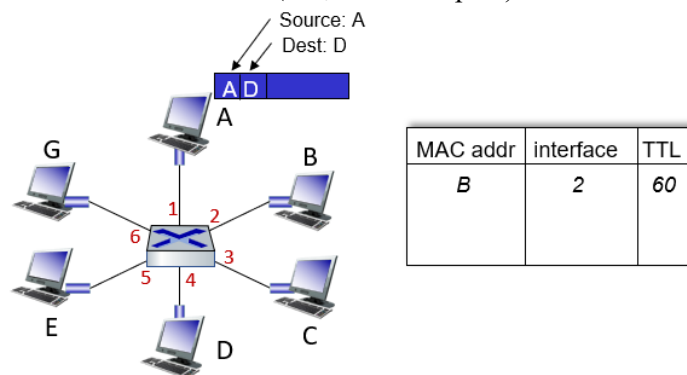 Source: A
Dest: D
A D
A
G
B
1
2
6
3
5
4
E
D
C
MAC addr interface TTL
B 2 60